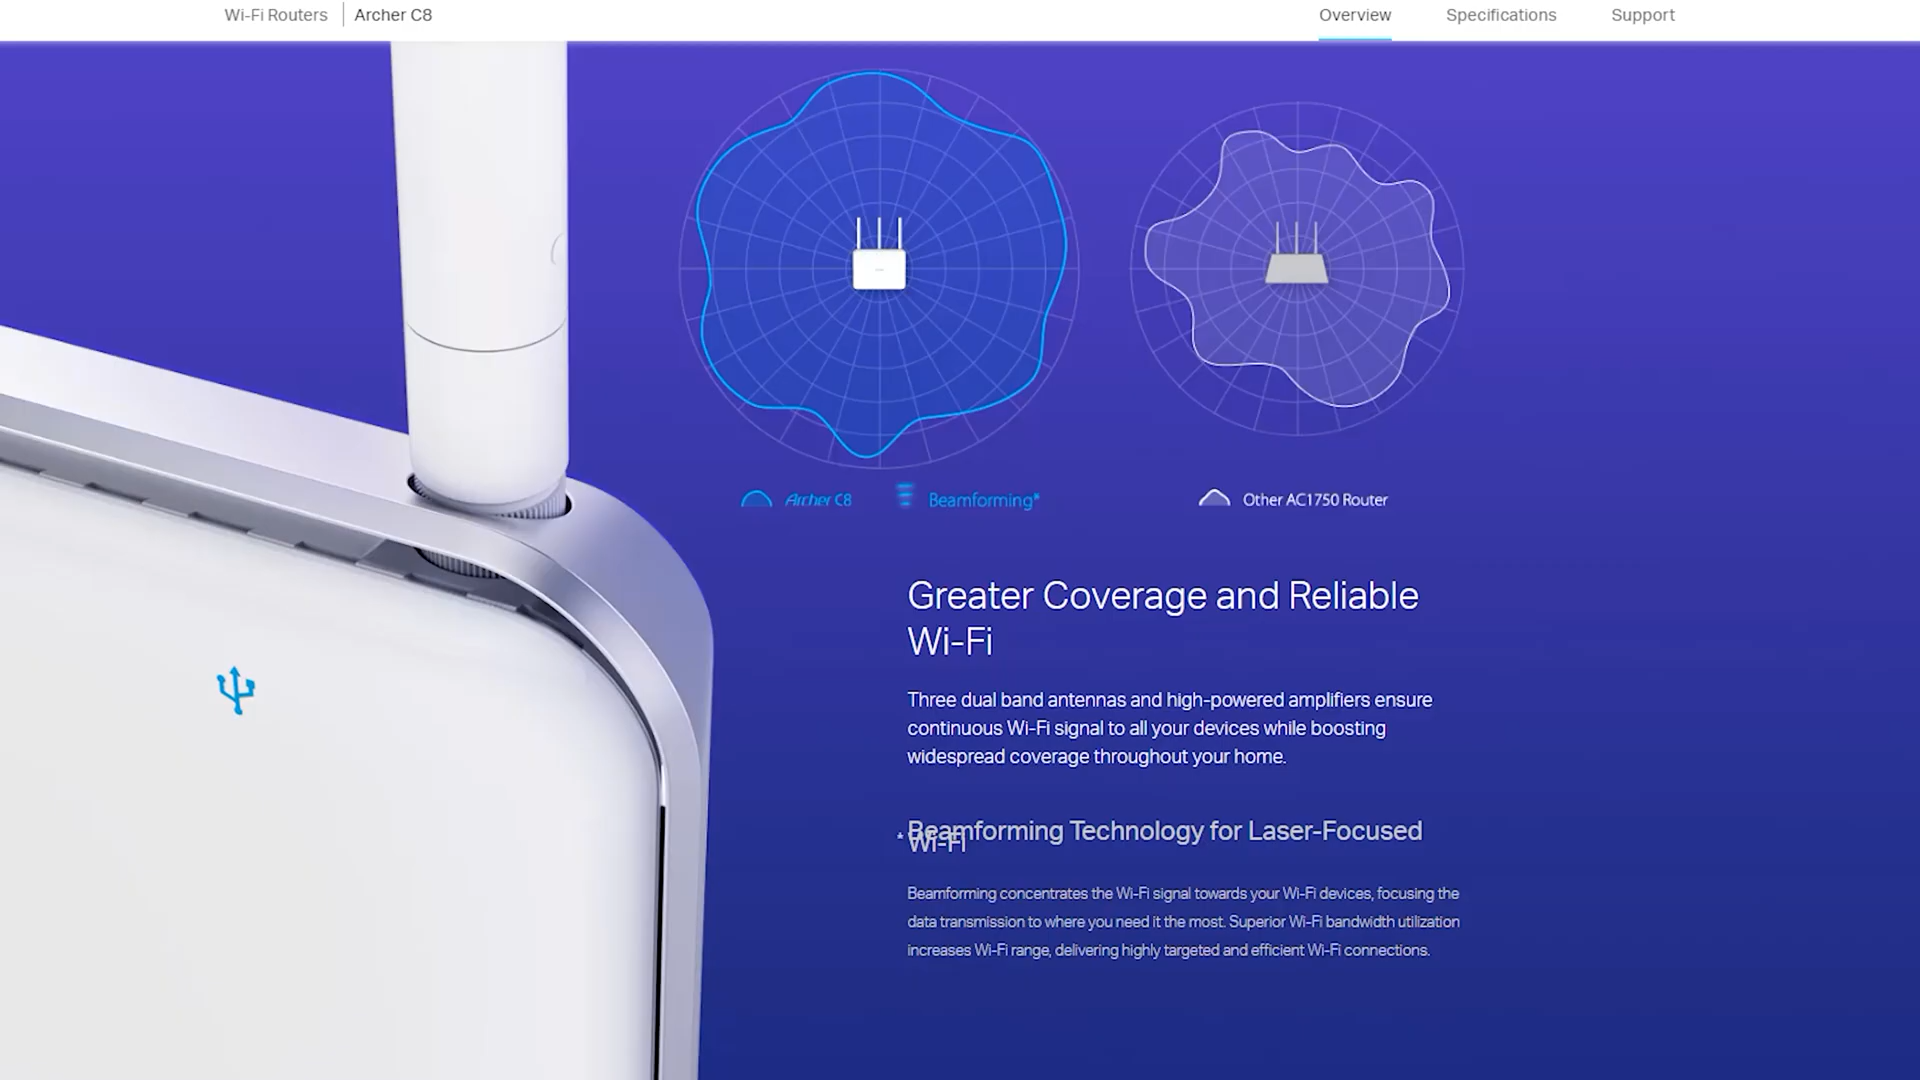 Wi-Fi Routers
Archer C8
Overview
Specifications
Support
Archer C8
Beamforming*
Other AC1750 Router
Greater Coverage and Reliable
Wi-Fi
Three dual band antennas and high-powered amplifiers ensure
continuous Wi-Fi signal to all your devices while boosting
widespread coverage throughout your home.
* Beamforming Technology for Laser-Focused
Wi-Fi
Beamforming concentrates the Wi-Fi signal towards your Wi-Fi devices, focusing the
data transmission to where you need it the most. Superior Wi-Fi bandwidth utilization
increases Wi-Fi range, delivering highly targeted and efficient Wi-Fi connections.